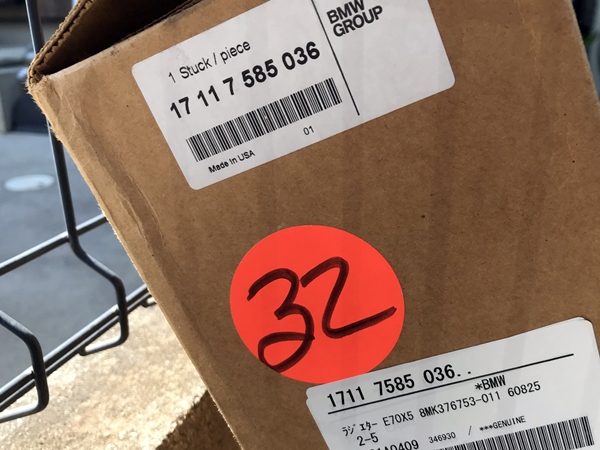 1 Stuck / piece
BMW
GROUP
17 11 7 585 036
01
Made in USA
32
1711 7585 036..
*BMW
ラジエター E70X5 8MK376753-011 60825
2-5
346930 / ***GENUINE